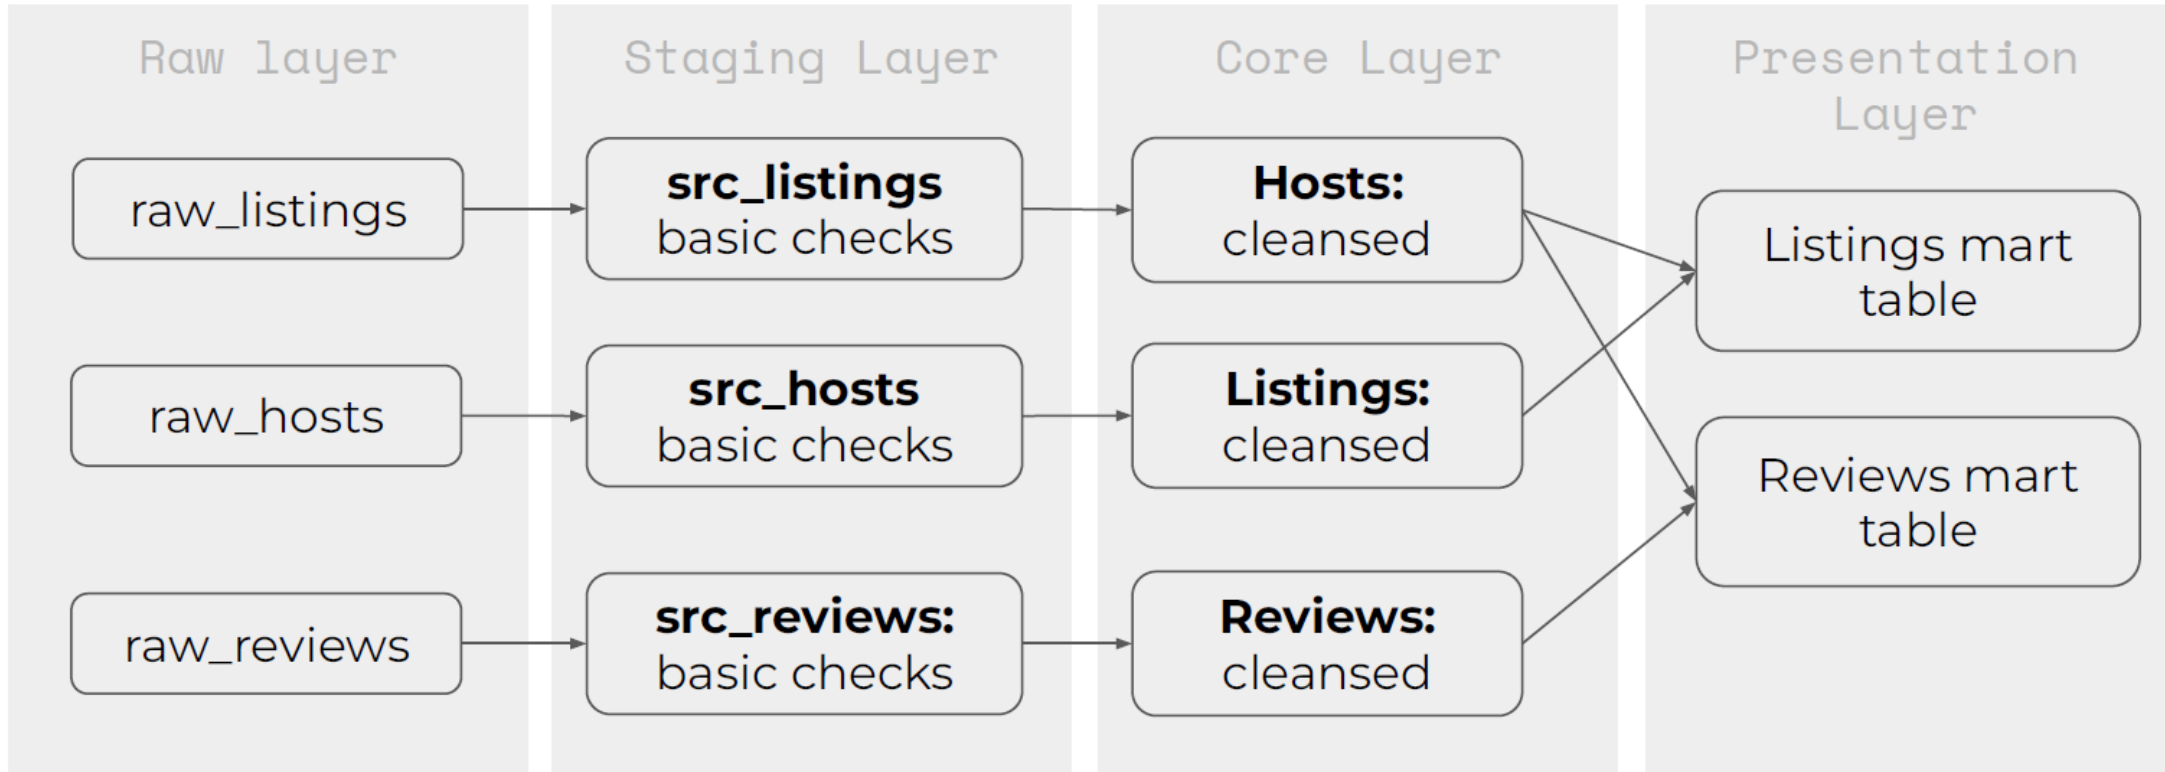 Raw layer
raw_listings
raw_hosts
raw_reviews
Staging Layer
src_listings
basic checks
src_hosts
basic checks
src_reviews:
basic checks
Core Layer
Hosts:
cleansed
Listings:
cleansed
Reviews:
cleansed
Presentation
Layer
Listings mart
table
Reviews mart
table